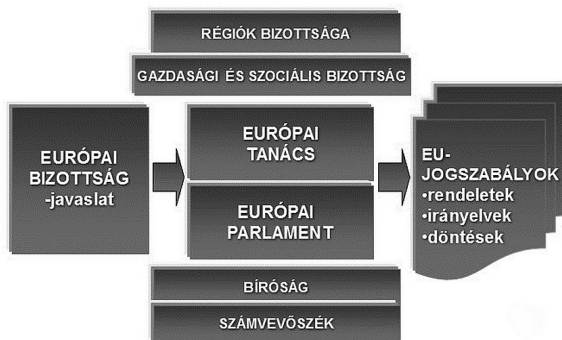 RÉGIÓK BIZOTTSÁGA
GAZDASÁGI ÉS SZOCIÁLIS BIZOTTSÁG
EURÓPAI
BIZOTTSÁG
-javaslat
EURÓPAI
TANÁCS
EURÓPAI
PARLAMENT
EU-
JOGSZABÁLYOK
•rendeletek
•irányelvek
•döntések
BÍRÓSÁG
SZÁMVEVŐSZÉK